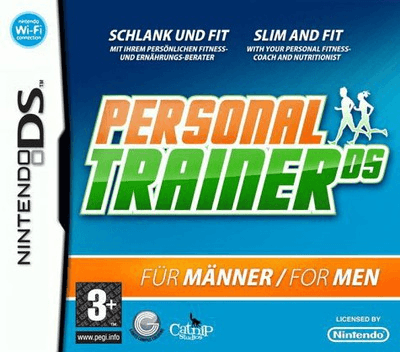 Nintendo
Wi-Fi
connection
NINTENDO DS™
SCHLANK UND FIT
MIT IHREM PERSÖNLICHEN FITNESS-
UND ERNÄHRUNGS-BERATER
SLIM AND FIT
WITH YOUR PERSONAL FITNESS-
COACH AND NUTRITIONIST
PERSONAL
TRAINER DS
FÜR MÄNNER / FOR MEN
3+
www.pegi.info
Catnip
Studios
LICENSED BY
Nintendo